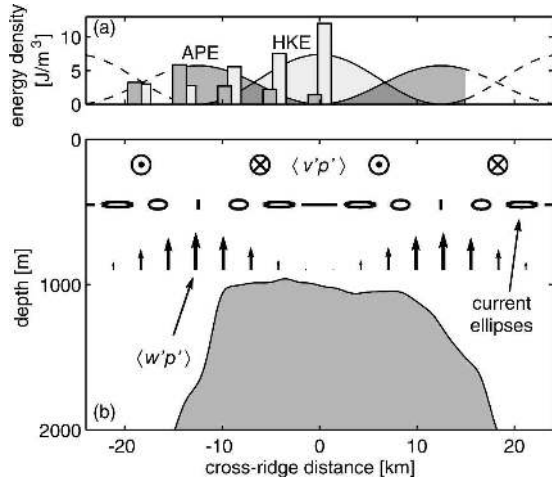 (a)
energy density
[J/m³]
10
5
0
APE
HKE
0
⟨v'p'⟩
depth [m]
1000
current
ellipses
⟨w'p'⟩
(b)
2000
-20 -10 0 10 20
cross-ridge distance [km]